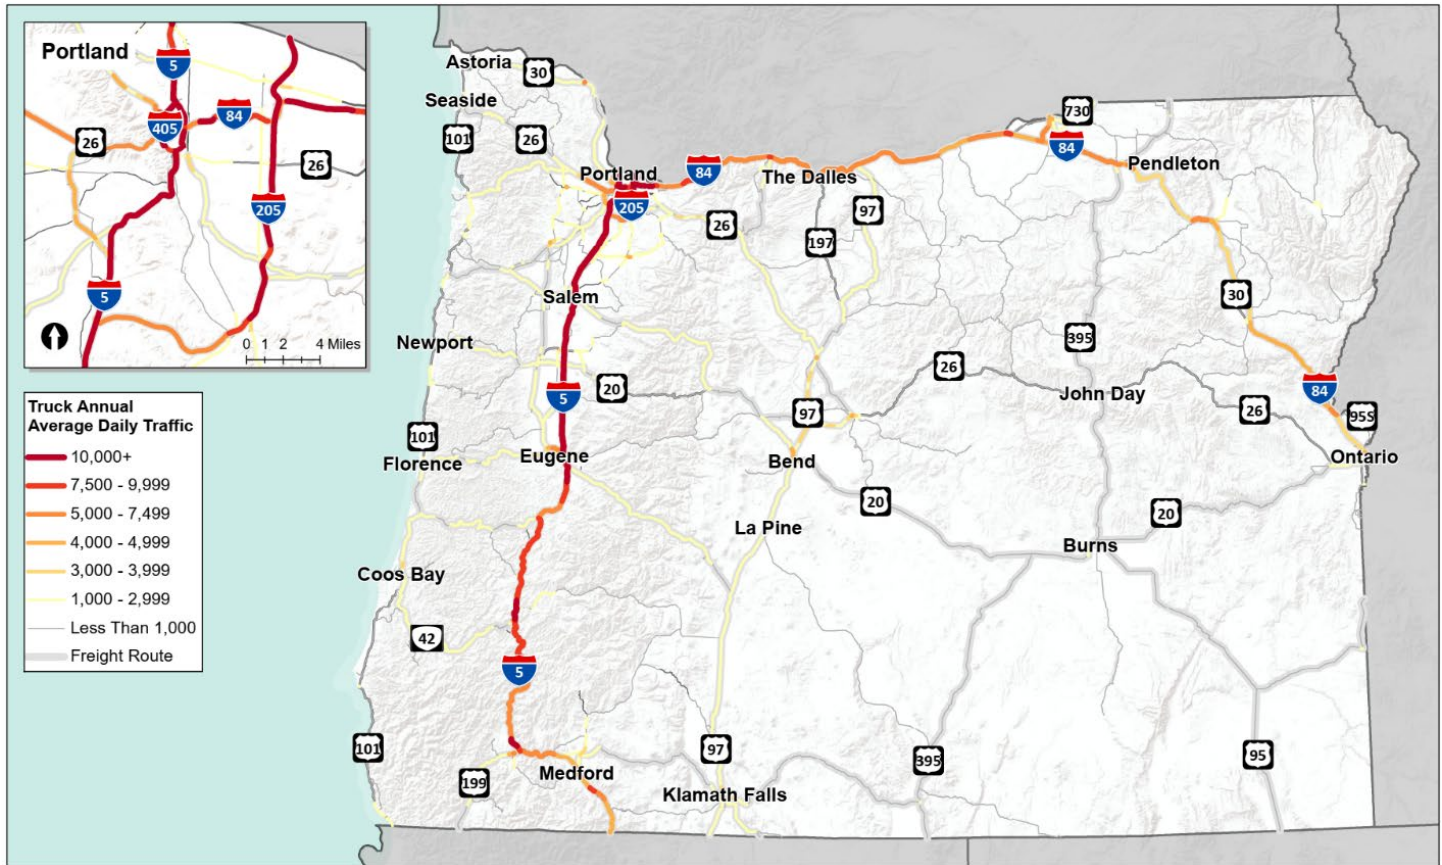 Portland
5
405
84
26
26
205
5
0 1 2 4 Miles
Truck Annual
Average Daily Traffic
10,000+
7,500 - 9,999
5,000 - 7,499
4,000 - 4,999
3,000 - 3,999
1,000 - 2,999
Less Than 1,000
Freight Route
Astoria
30
Seaside
101
26
730
84
Pendleton
Portland
84
The Dalles
205
26
97
197
Salem
30
Newport
395
26
John Day
20
5
97
84
26
95S
101
Florence
Eugene
Bend
Ontario
20
20
La Pine
Burns
Coos Bay
42
5
101
97
395
95
199
Medford
Klamath Falls